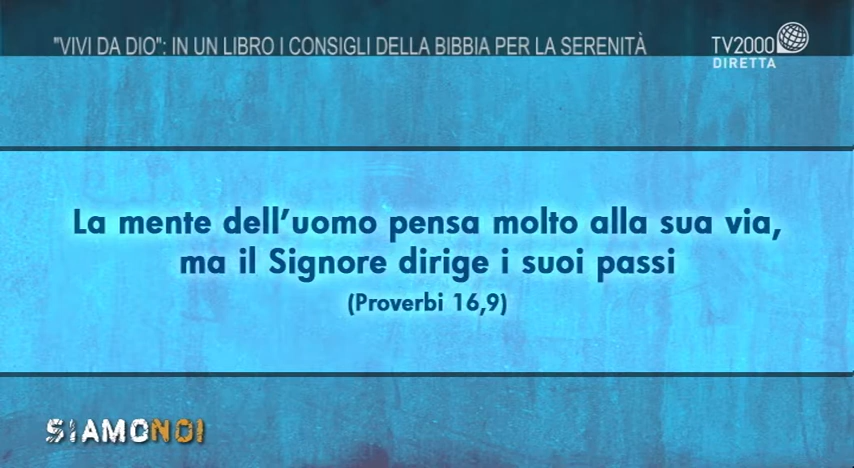 "VIVI DA DIO": IN UN LIBRO I CONSIGLI DELLA BIBBIA PER LA SERENITÀ
TV2000
DIRETTA
La mente dell'uomo pensa molto alla sua via,
ma il Signore dirige i suoi passi
(Proverbi 16,9)
SIAMONOI